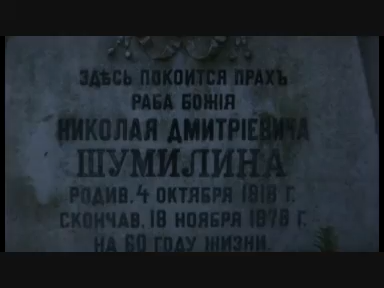 ЗДѢСЬ ПОКОИТСЯ ПРАХЪ
РАБА БОЖІЯ
НИКОЛАЯ ДМИТРІЕВИЧА
ШУМИЛИНА
РОДИВ. 4 ОКТЯБРЯ 1818 Г.
СКОНЧАВ. 18 НОЯБРЯ 1878 Г.
НА 60 ГОДУ ЖИЗНИ.